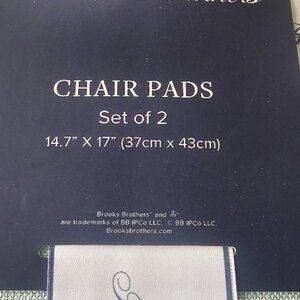 CHAIR PADS
Set of 2
14.7” X 17” (37cm x 43cm)
Brooks Brothers™ and
are trademarks of BB IPCo LLC. © BB IPCo LLC.
Brooksbrothers.com